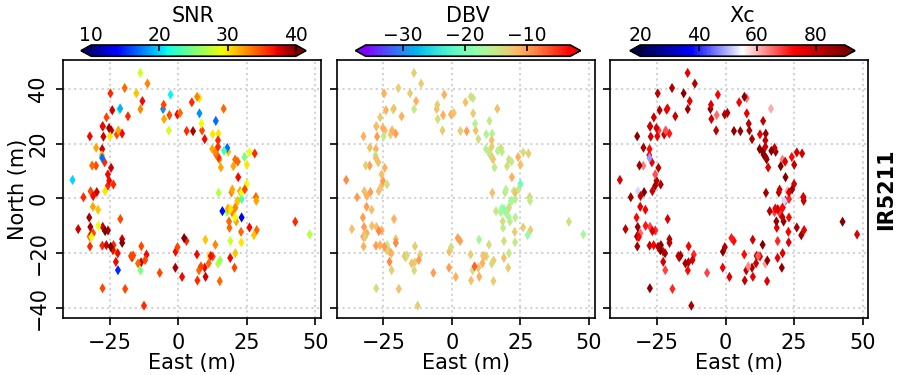 SNR DBV Xc
10 20 30 40 −30 −20 −10 20 40 60 80
40
20
0
−20
−40
North (m)
−25 0 25 50 −25 0 25 50 −25 0 25 50
East (m) East (m) East (m)
IR5211